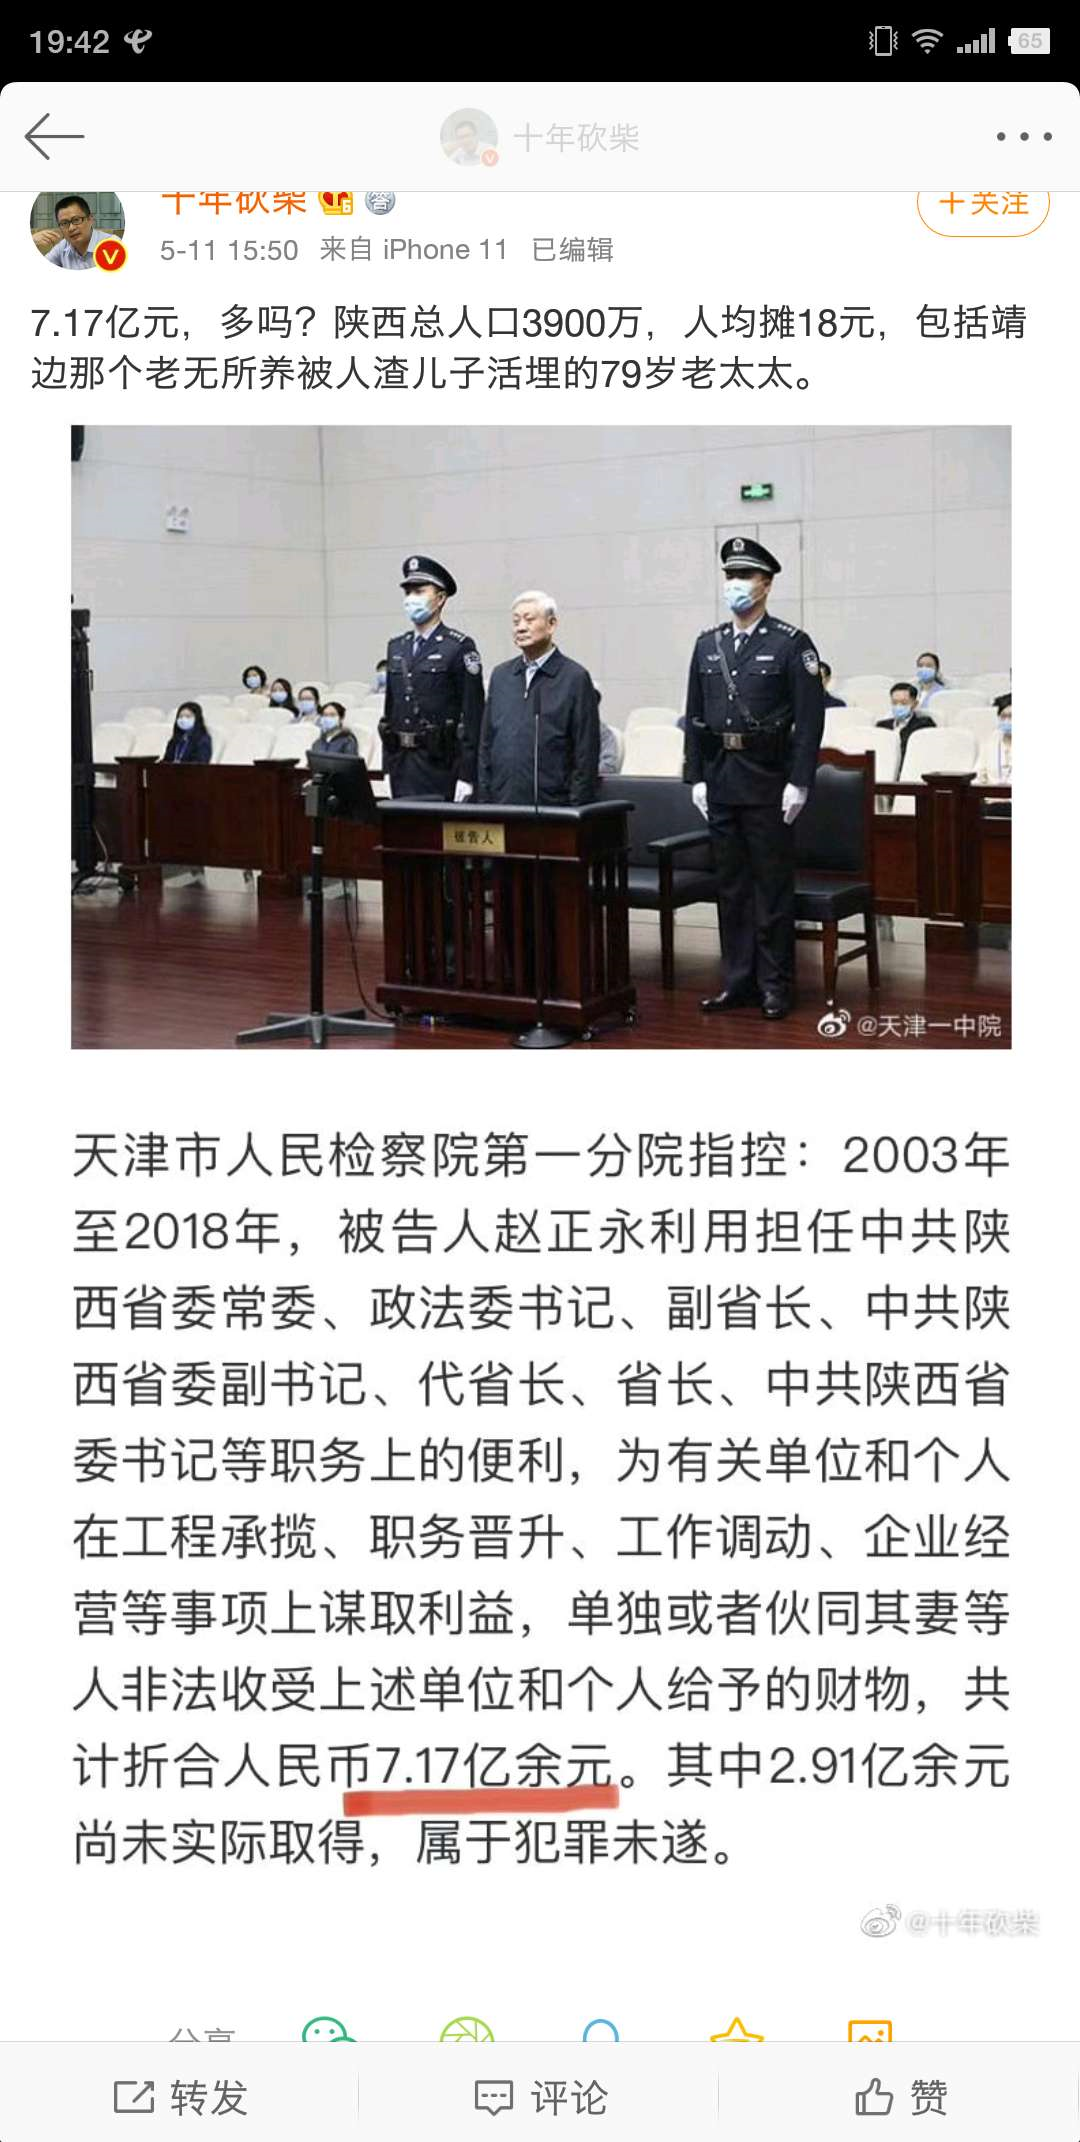 19:42
65
十年砍柴
十年砍柴
+关注
5-11 15:50 来自 iPhone 11 已编辑
7.17亿元，多吗？陕西总人口3900万，人均摊18元，包括靖
边那个老无所养被人渣儿子活埋的79岁老太太。
被告人
@天津一中院
天津市人民检察院第一分院指控：2003年
至2018年，被告人赵正永利用担任中共陕
西省委常委、政法委书记、副省长、中共陕
西省委副书记、代省长、省长、中共陕西省
委书记等职务上的便利，为有关单位和个人
在工程承揽、职务晋升、工作调动、企业经
营等事项上谋取利益，单独或者伙同其妻等
人非法收受上述单位和个人给予的财物，共
计折合人民币7.17亿余元。其中2.91亿余元
尚未实际取得，属于犯罪未遂。
@十年砍柴
分享
转发 评论 赞